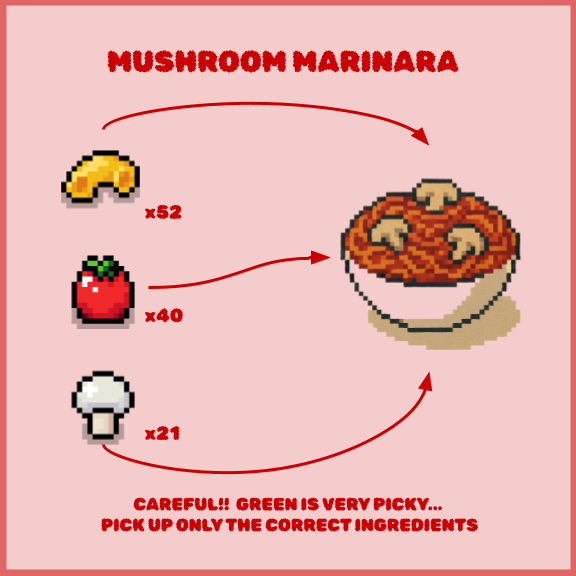 MUSHROOM MARINARA
x52
x40
x21
CAREFUL!! GREEN IS VERY PICKY...
PICK UP ONLY THE CORRECT INGREDIENTS